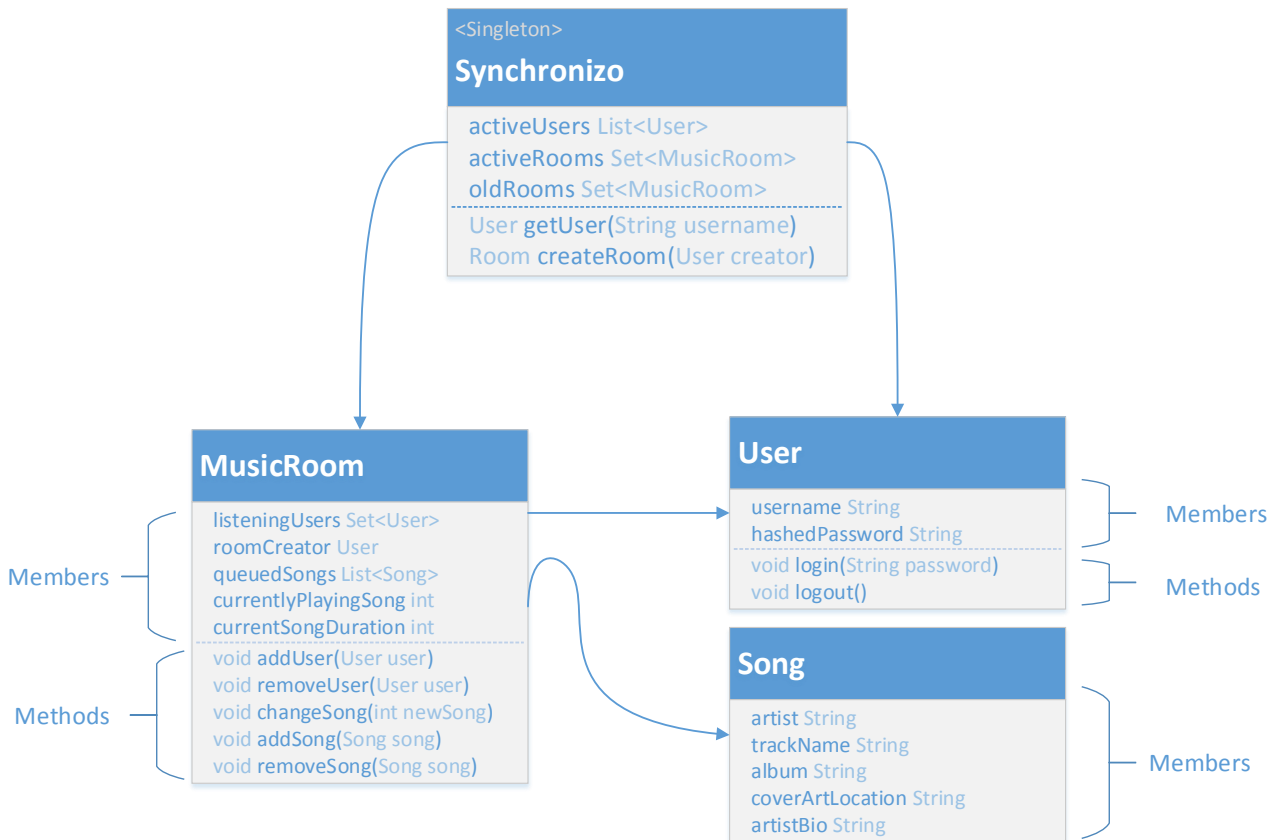 <Singleton>
Synchronizo
activeUsers List<User>
activeRooms Set<MusicRoom>
oldRooms Set<MusicRoom>
User getUser(String username)
Room createRoom(User creator)
MusicRoom
listeningUsers Set<User>
roomCreator User
queuedSongs List<Song>
currentlyPlayingSong int
currentSongDuration int
void addUser(User user)
void removeUser(User user)
void changeSong(int newSong)
void addSong(Song song)
void removeSong(Song song)
Members
Methods
User
username String
hashedPassword String
void login(String password)
void logout()
Members
Methods
Song
artist String
trackName String
album String
coverArtLocation String
artistBio String
Members